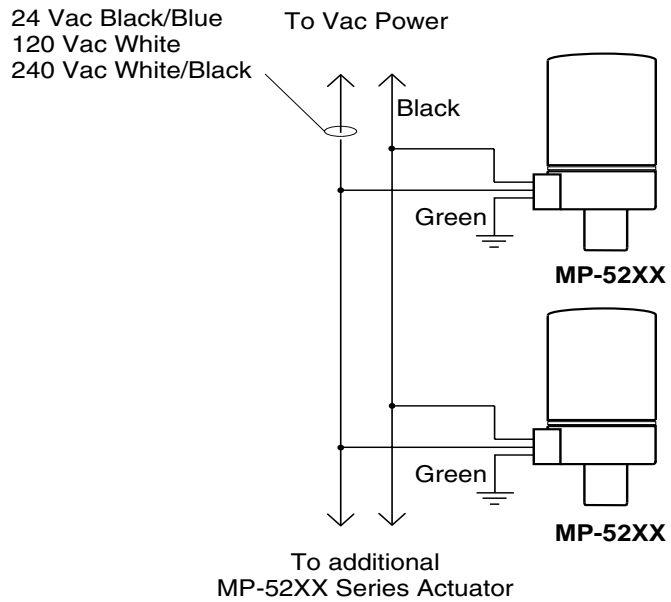 24 Vac Black/Blue
120 Vac White
240 Vac White/Black
To Vac Power
Black
Green
MP-52XX
Green
MP-52XX
To additional
MP-52XX Series Actuator